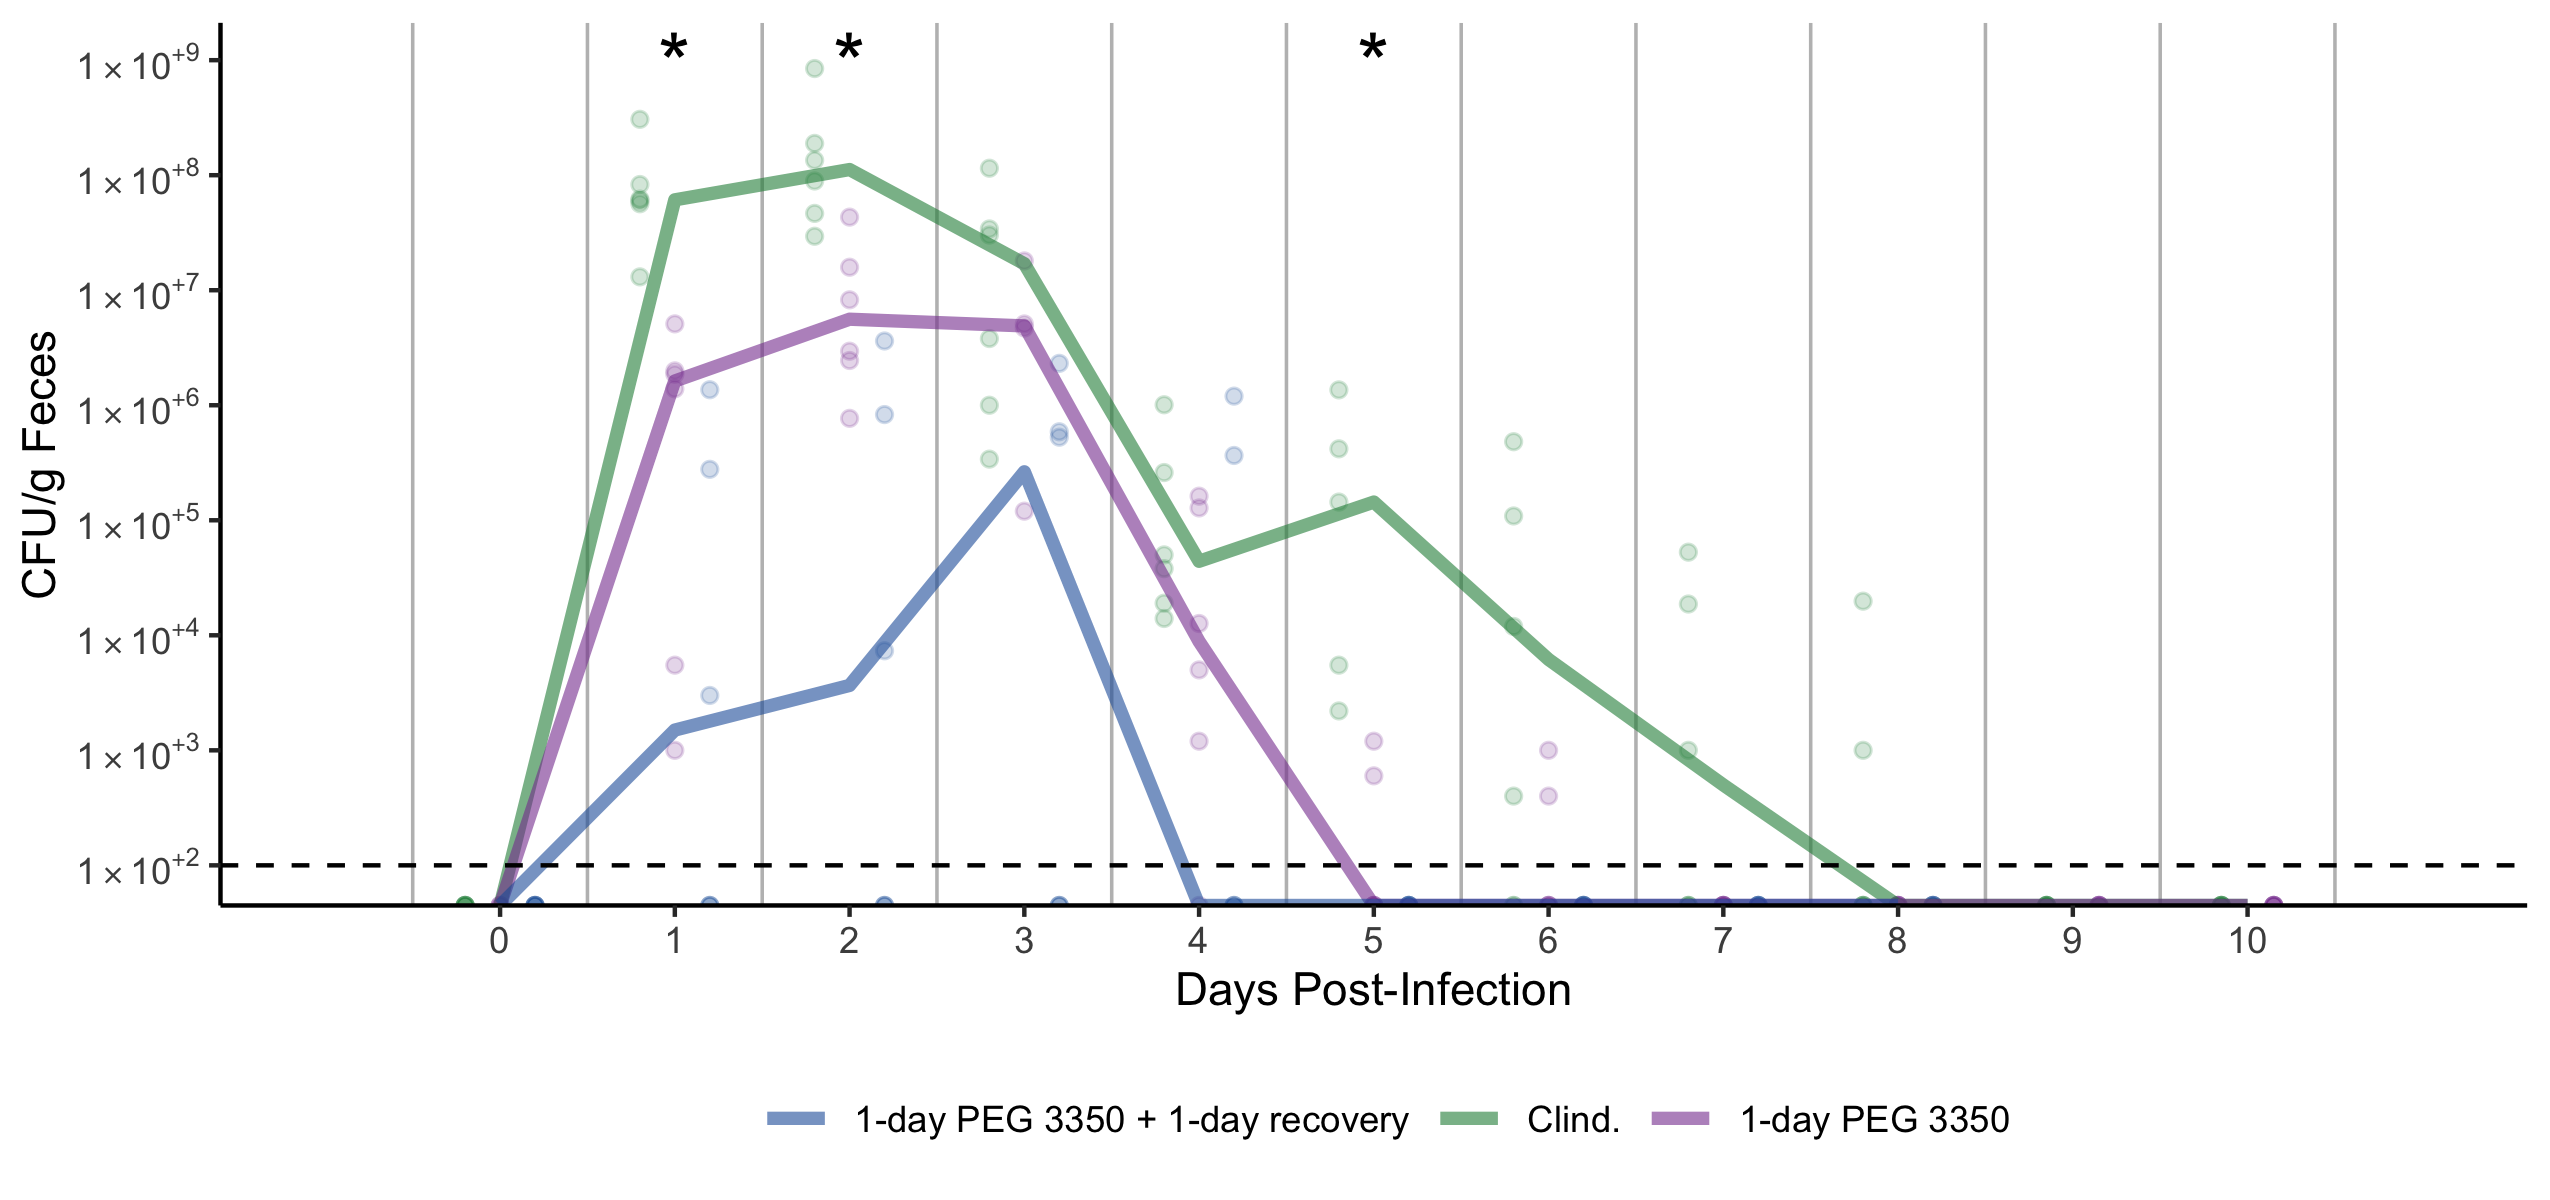 * * *
1 × 10+9
1 × 10+8
1 × 10+7
1 × 10+6
1 × 10+5
1 × 10+4
1 × 10+3
1 × 10+2
CFU/g Feces
0 1 2 3 4 5 6 7 8 9 10
Days Post-Infection
1-day PEG 3350 + 1-day recovery Clind. 1-day PEG 3350